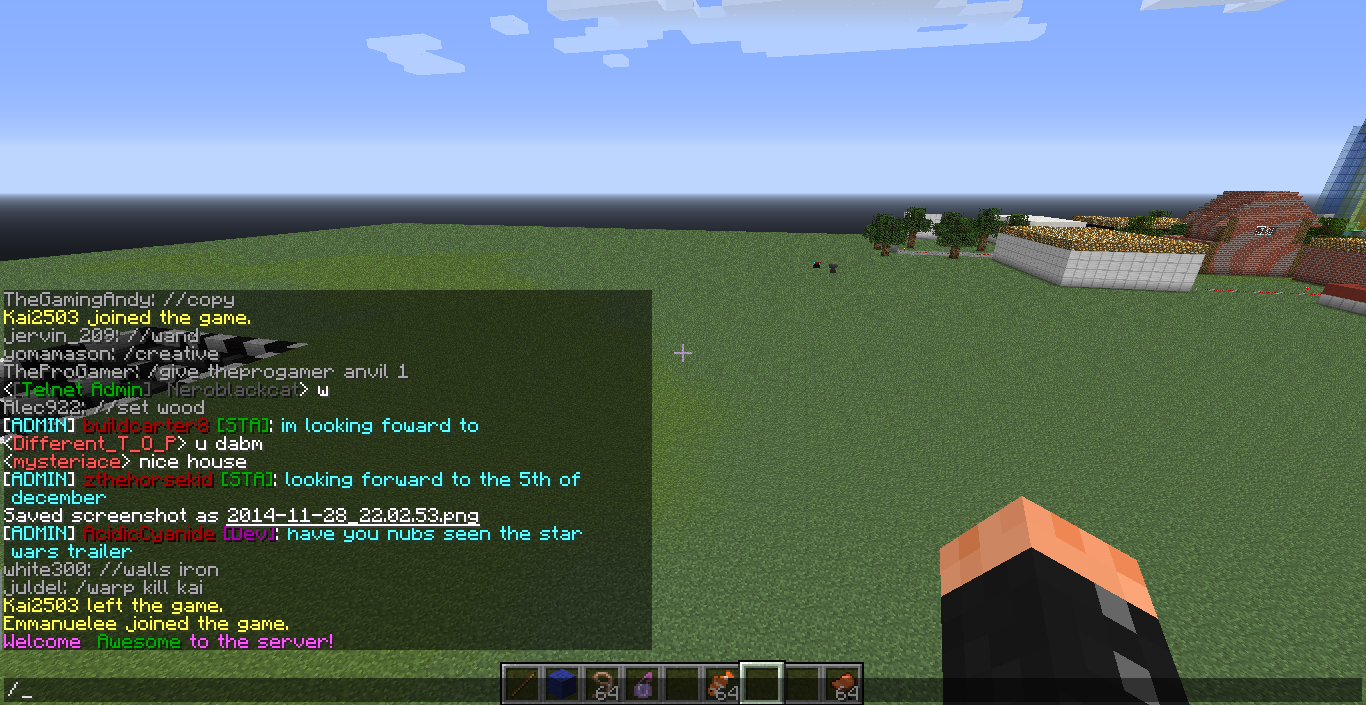 TheGamingAndy: //copy
Kai2503 joined the game.
jervin_209: //wand
yomamason: /creative
TheProGamer: /give theprogamer anvil 1
<[Telnet Admin] Neroblackcat> w
Alec922: //set wood
[ADMIN] buildcarter8 [STA]: im looking foward to
<Different_T_O_P> u dabm
<mysteriace> nice house
[ADMIN] zthehorsekid [STA]: looking forward to the 5th of
december
Saved screenshot as 2014-11-28_22.02.53.png
[ADMIN] AcidicCyanide [Dev]: have you nubs seen the star
wars trailer
white300: //walls iron
juldel: /warp kill kai
Kai2503 left the game.
Emmanuelee joined the game.
Welcome Awesome to the server!
64 64 64
/_